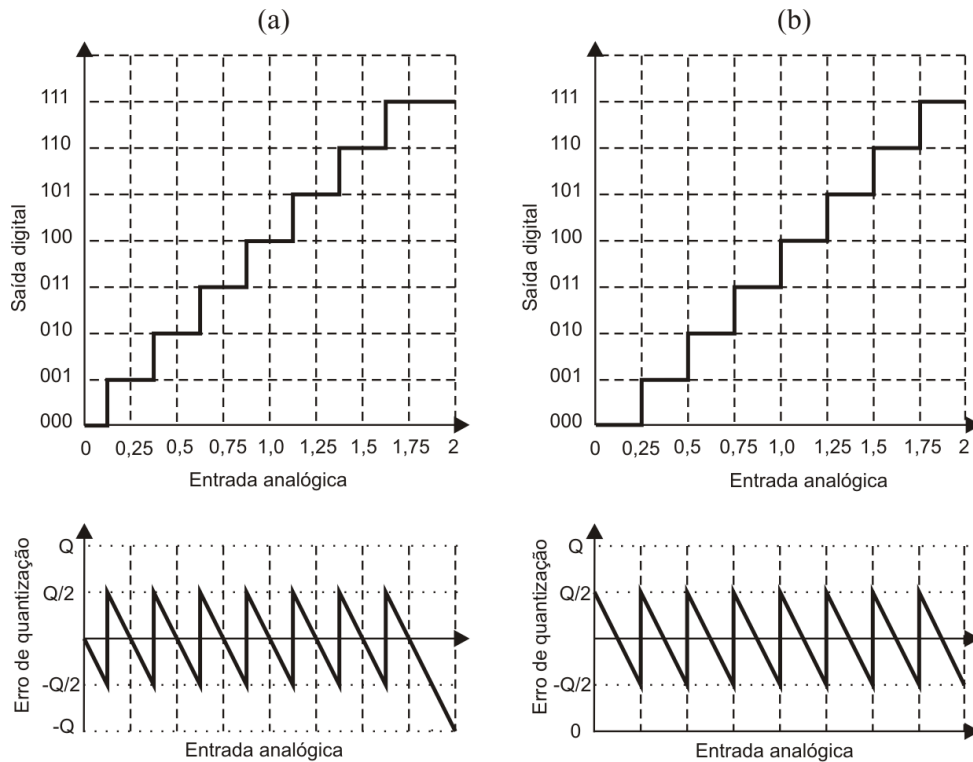 (a)
Saída digital
111
110
101
100
011
010
001
000
0 0,25 0,5 0,75 1,0 1,25 1,5 1,75 2
Entrada analógica
(b)
Saída digital
111
110
101
100
011
010
001
000
0 0,25 0,5 0,75 1,0 1,25 1,5 1,75 2
Entrada analógica
Erro de quantização
Q
Q/2
-Q/2
-Q
Entrada analógica
Erro de quantização
Q
Q/2
-Q/2
0
Entrada analógica